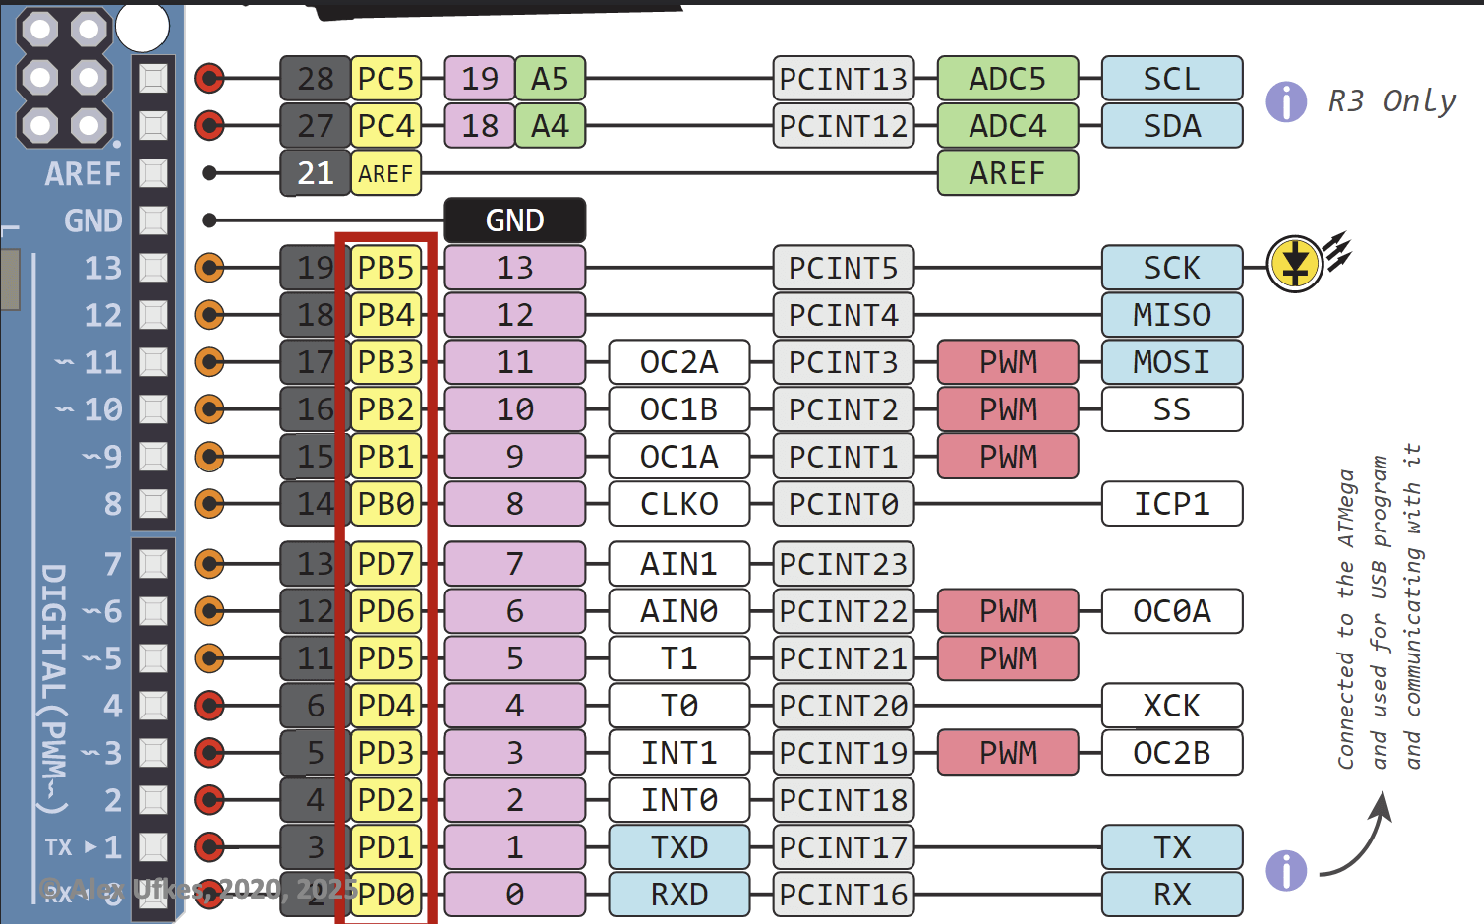 28 PC5 19 A5 PCINT13 ADC5 SCL R3 Only
27 PC4 18 A4 PCINT12 ADC4 SDA
AREF 21 AREF AREF
GND GND
L
13 19 PB5 13 PCINT5 SCK
12 18 PB4 12 PCINT4 MISO
~11 17 PB3 11 OC2A PCINT3 PWM MOSI
~10 16 PB2 10 OC1B PCINT2 PWM SS
~9 15 PB1 9 OC1A PCINT1 PWM
8 14 PB0 8 CLKO PCINT0 ICP1
7 13 PD7 7 AIN1 PCINT23
~6 12 PD6 6 AIN0 PCINT22 PWM OC0A
~5 11 PD5 5 T1 PCINT21 PWM
4 6 PD4 4 T0 PCINT20 XCK
~3 5 PD3 3 INT1 PCINT19 PWM OC2B
2 4 PD2 2 INT0 PCINT18
TX 1 3 PD1 1 TXD PCINT17 TX
RX 0 2 PD0 0 RXD PCINT16 RX
DIGITAL(PWM~)
Connected to the ATMega
and used for USB program
and communicating with it
© Alex Ufkes, 2020, 2025